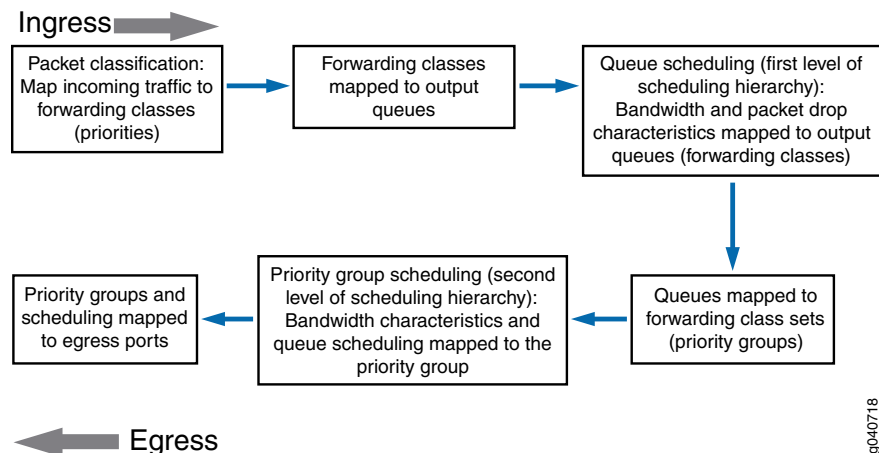 Ingress
Packet classification:
Map incoming traffic to
forwarding classes
(priorities)
Forwarding classes
mapped to output
queues
Queue scheduling (first level of
scheduling hierarchy):
Bandwidth and packet drop
characteristics mapped to output
queues (forwarding classes)
Queues mapped to
forwarding class sets
(priority groups)
Priority group scheduling (second
level of scheduling hierarchy):
Bandwidth characteristics and
queue scheduling mapped to the
priority group
Priority groups and
scheduling mapped
to egress ports
Egress
g040718